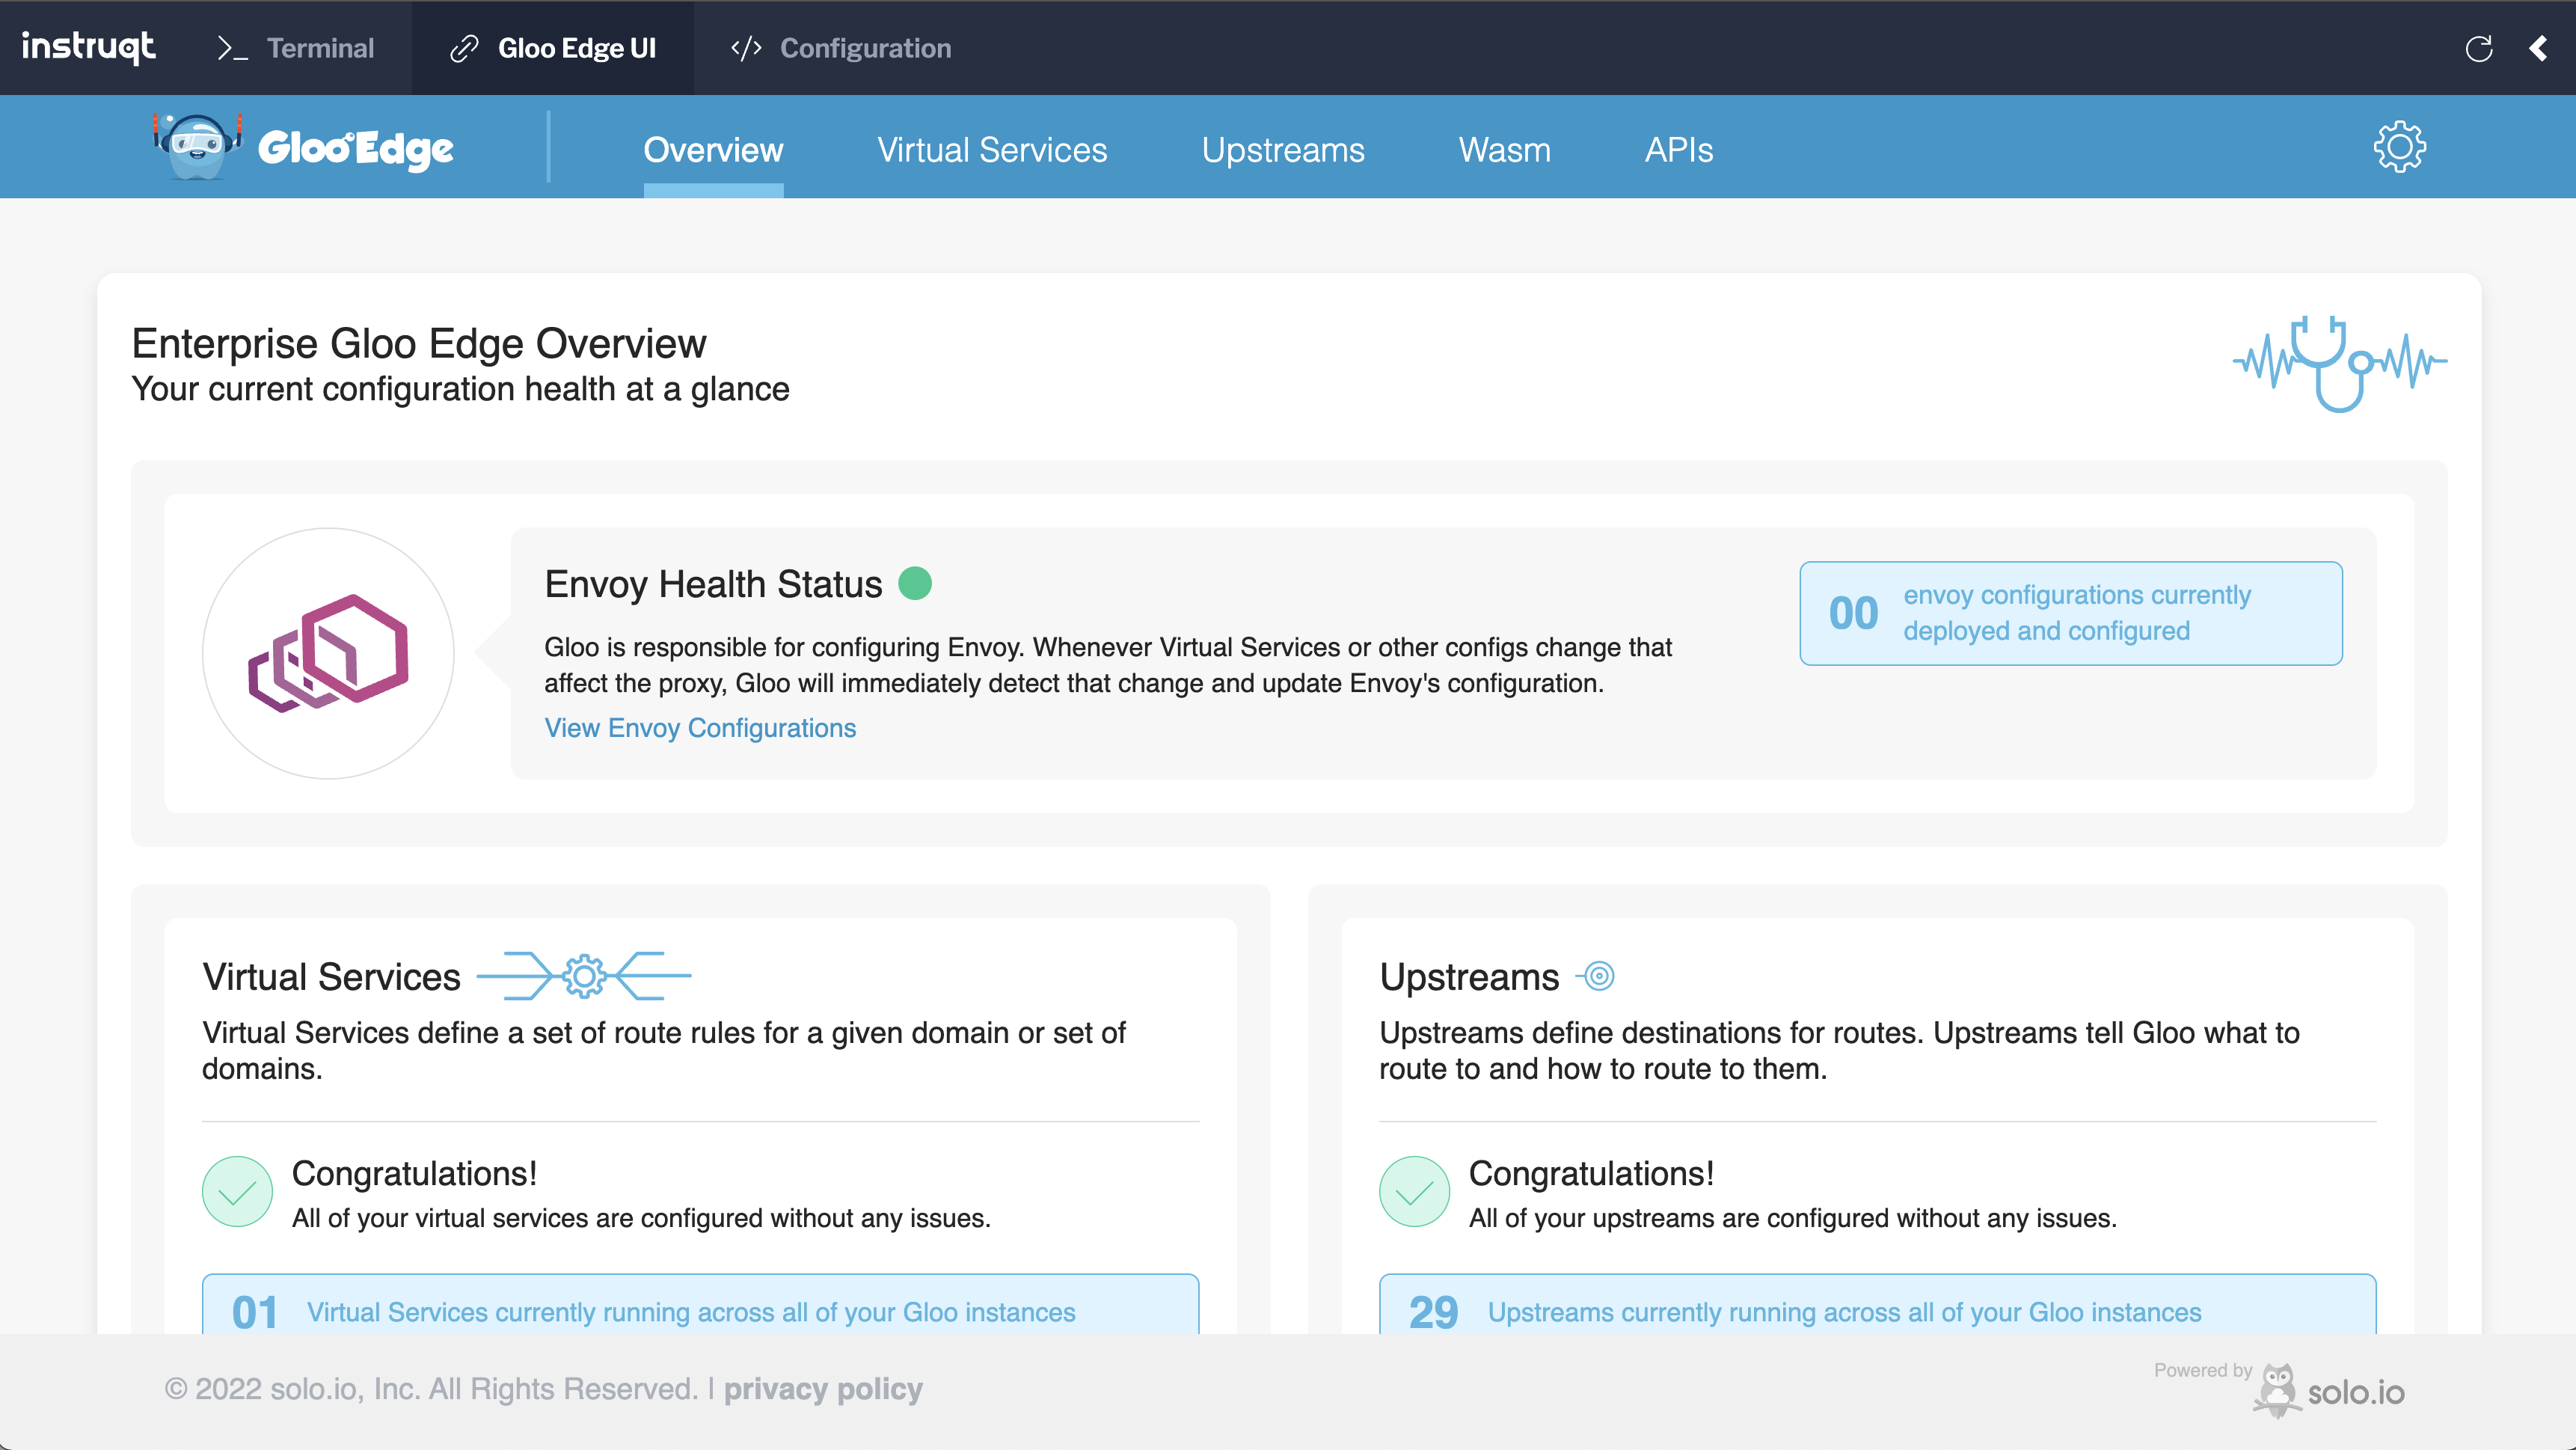 instruqt
>_ Terminal
Gloo Edge UI
</> Configuration
Gloo Edge
Overview
Virtual Services
Upstreams
Wasm
APIs
Enterprise Gloo Edge Overview
Your current configuration health at a glance
Envoy Health Status
Gloo is responsible for configuring Envoy. Whenever Virtual Services or other configs change that
affect the proxy, Gloo will immediately detect that change and update Envoy's configuration.
View Envoy Configurations
00 envoy configurations currently
deployed and configured
Virtual Services
Virtual Services define a set of route rules for a given domain or set of
domains.
Congratulations!
All of your virtual services are configured without any issues.
01 Virtual Services currently running across all of your Gloo instances
Upstreams
Upstreams define destinations for routes. Upstreams tell Gloo what to
route to and how to route to them.
Congratulations!
All of your upstreams are configured without any issues.
29 Upstreams currently running across all of your Gloo instances
© 2022 solo.io, Inc. All Rights Reserved. | privacy policy
Powered by
solo.io